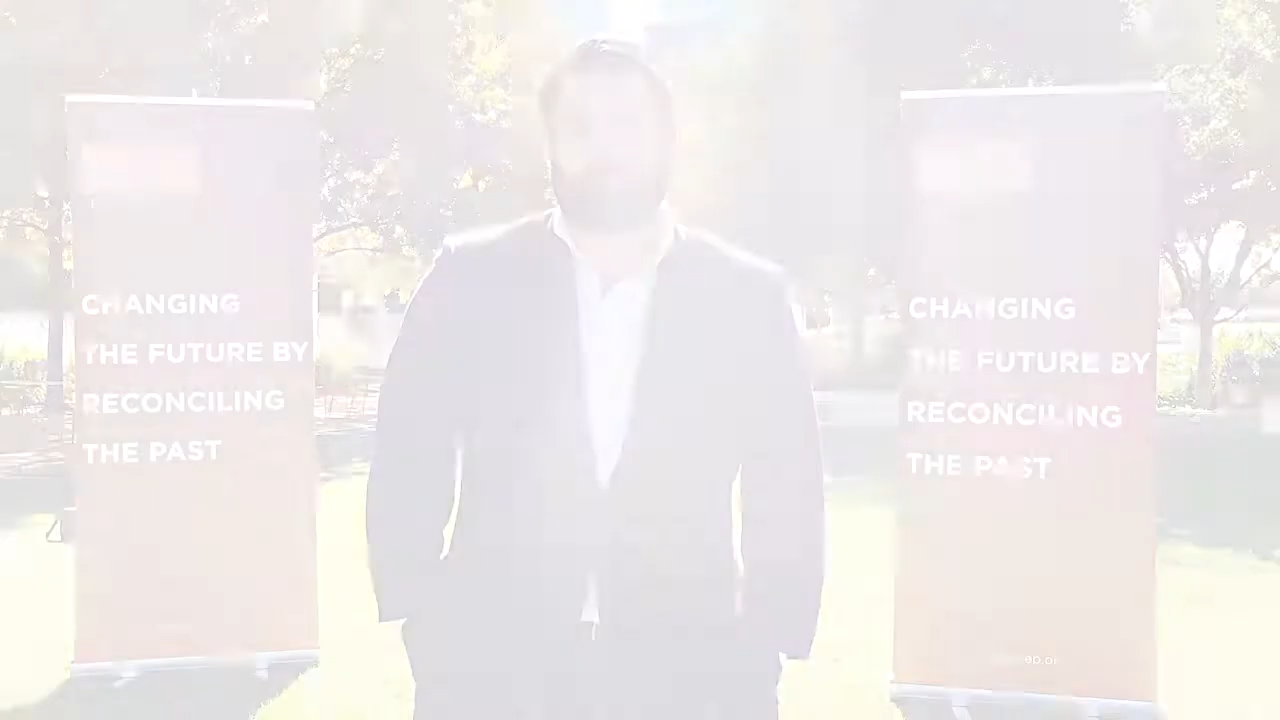 CHANGING
THE FUTURE BY
RECONCILING
THE PAST
CHANGING
THE FUTURE BY
RECONCILING
THE PAST